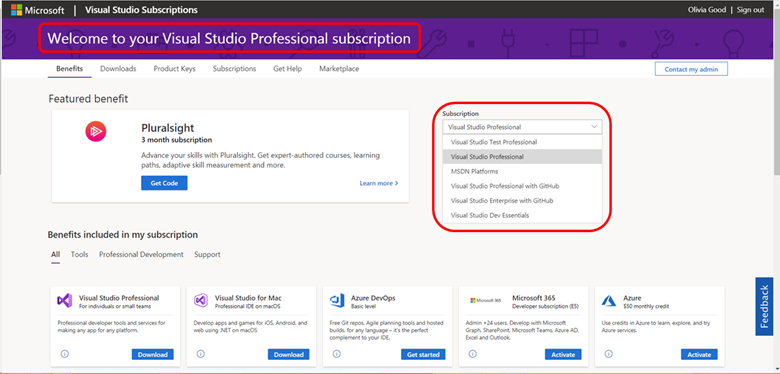 Microsoft | Visual Studio Subscriptions
Olivia Good | Sign out
Welcome to your Visual Studio Professional subscription
Benefits Downloads Product Keys Subscriptions Get Help Marketplace
Contact my admin
Featured benefit
Pluralsight
3 month subscription
Advance your skills with Pluralsight. Get expert-authored courses, learning
paths, adaptive skill measurement and more.
Get Code
Learn more >
Subscription
Visual Studio Professional
Visual Studio Test Professional
Visual Studio Professional
MSDN Platforms
Visual Studio Professional with GitHub
Visual Studio Enterprise with GitHub
Visual Studio Dev Essentials
Benefits included in my subscription
All Tools Professional Development Support
Visual Studio Professional
For individuals or small teams
Professional developer tools and services for
making any app for any platform.
Download
Visual Studio for Mac
Professional IDE on macOS
Develop apps and games for iOS, Android, and
web using .NET on macOS
Download
Azure DevOps
Basic level
Free Git repos. Agile planning tools and hosted
builds, for any language – it's the perfect
complement to your IDE.
Get started
Microsoft 365
Microsoft 365
Developer subscription (E5)
Admin +24 users. Develop with Microsoft
Graph, SharePoint, Microsoft Teams, Azure AD,
Excel and Outlook.
Activate
Azure
$50 monthly credit
Use credits in Azure to learn, explore, and try
Azure services.
Activate
Feedback